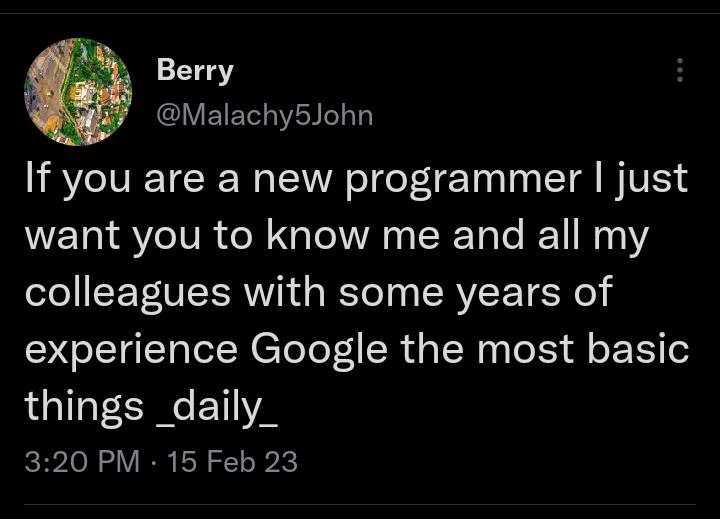 Berry
@Malachy5John
If you are a new programmer I just
want you to know me and all my
colleagues with some years of
experience Google the most basic
things _daily_
3:20 PM · 15 Feb 23